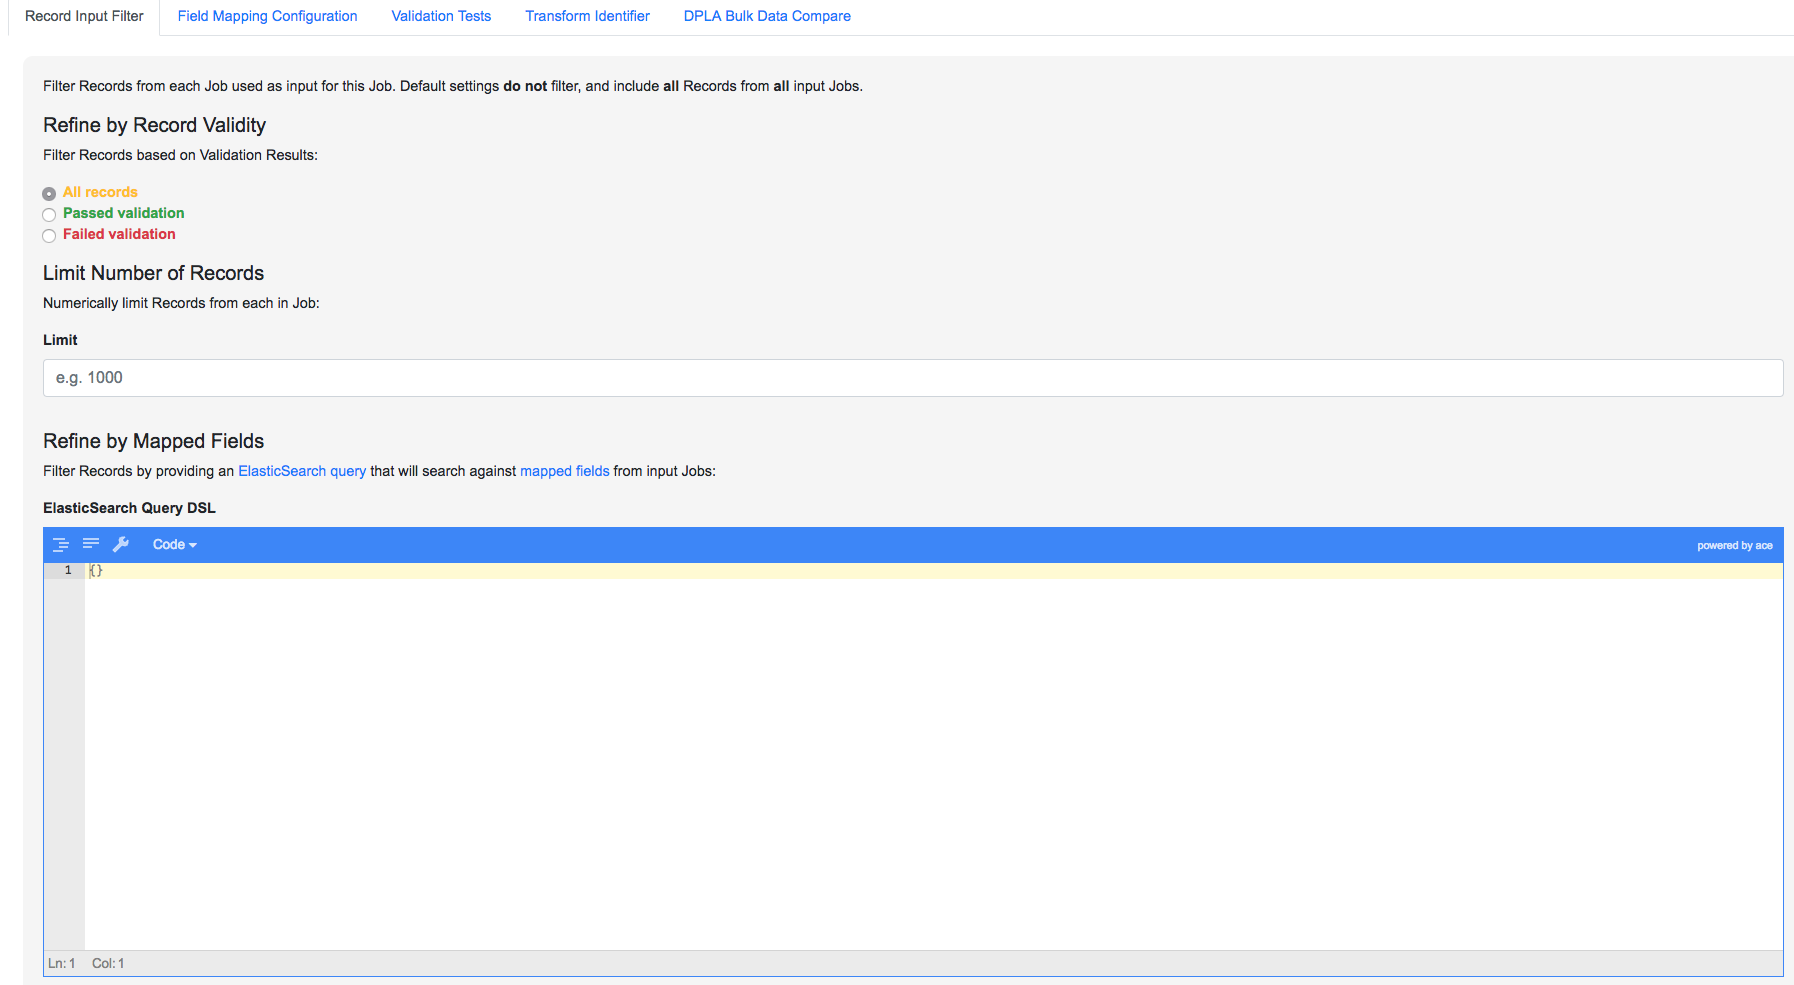 Record Input Filter Field Mapping Configuration Validation Tests Transform Identifier DPLA Bulk Data Compare
Filter Records from each Job used as input for this Job. Default settings do not filter, and include all Records from all input Jobs.
Refine by Record Validity
Filter Records based on Validation Results:
All records
Passed validation
Failed validation
Limit Number of Records
Numerically limit Records from each in Job:
Limit
e.g. 1000
Refine by Mapped Fields
Filter Records by providing an ElasticSearch query that will search against mapped fields from input Jobs:
ElasticSearch Query DSL
Code powered by ace
1 {}
Ln: 1 Col: 1